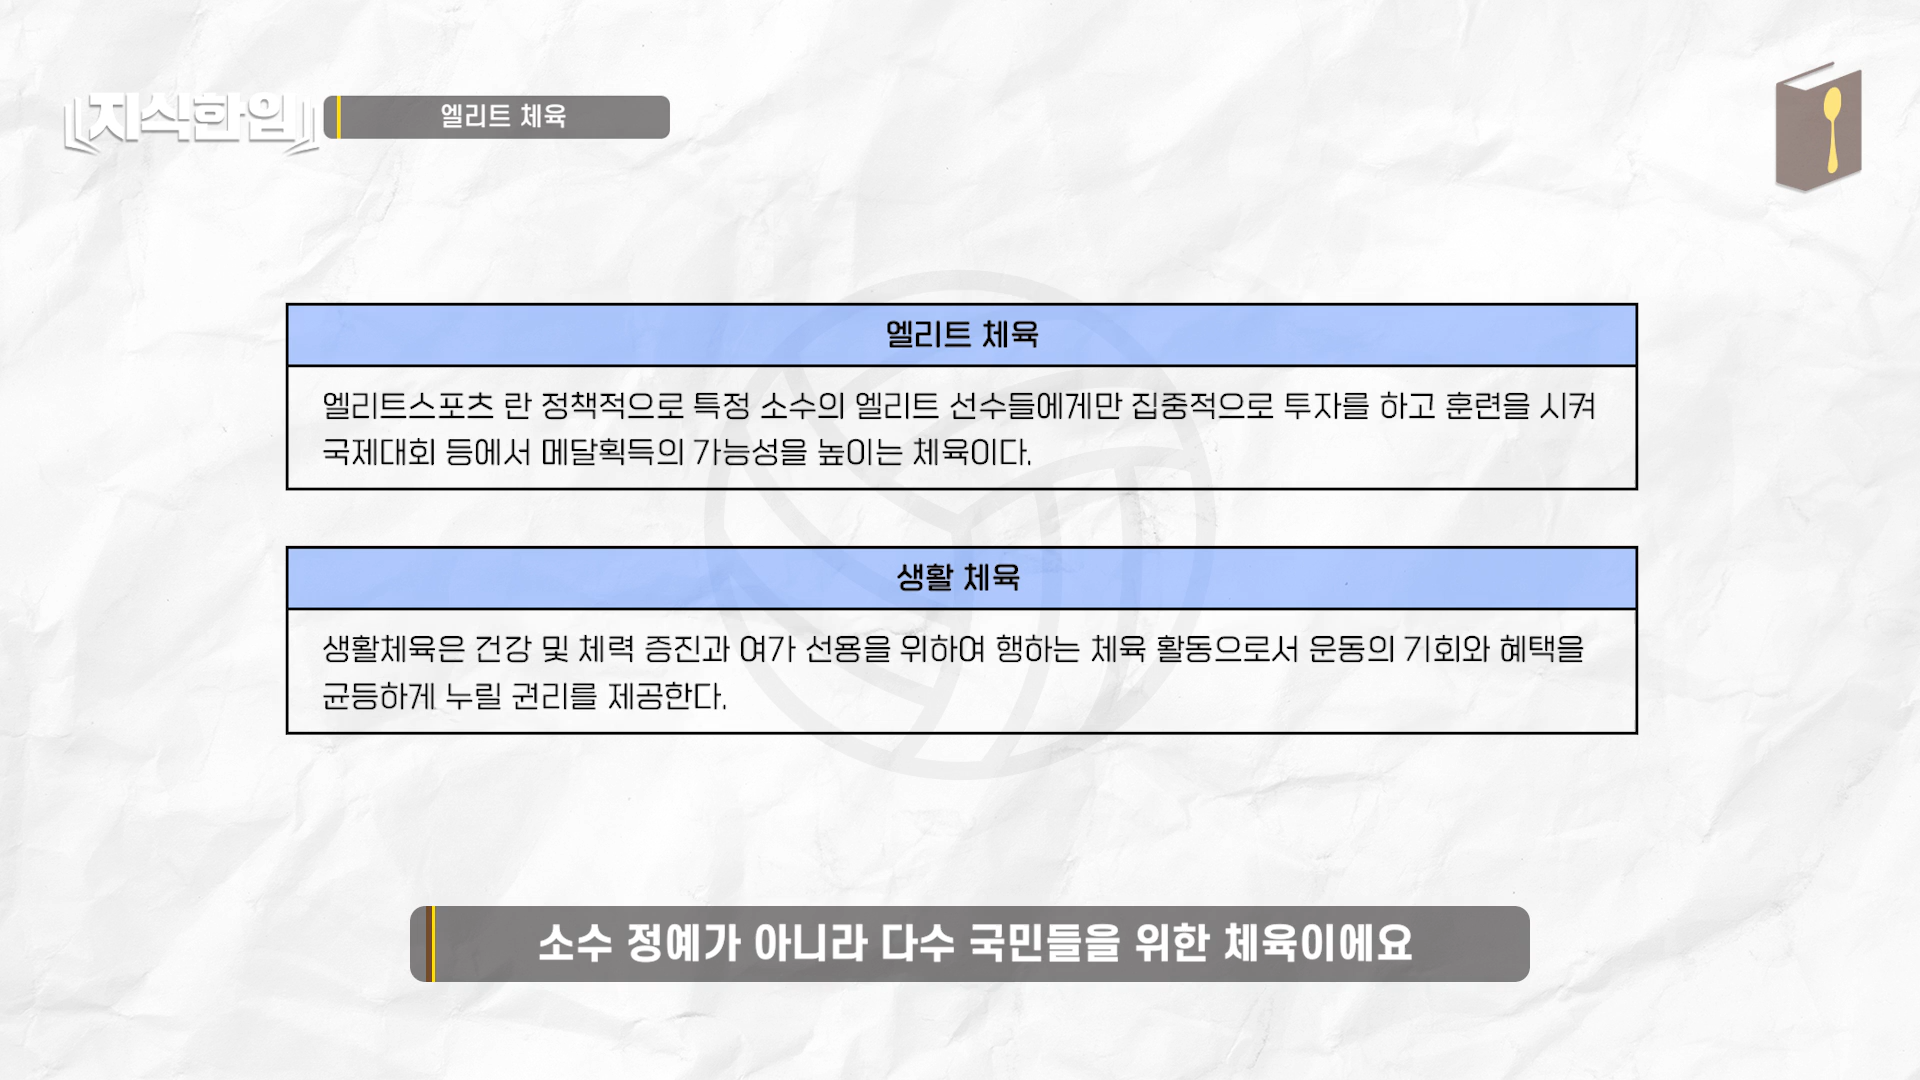 지식한입
엘리트 체육
엘리트 체육
엘리트스포츠 란 정책적으로 특정 소수의 엘리트 선수들에게만 집중적으로 투자를 하고 훈련을 시켜
국제대회 등에서 메달획득의 가능성을 높이는 체육이다.
생활 체육
생활체육은 건강 및 체력 증진과 여가 선용을 위하여 행하는 체육 활동으로서 운동의 기회와 혜택을
균등하게 누릴 권리를 제공한다.
소수 정예가 아니라 다수 국민들을 위한 체육이에요